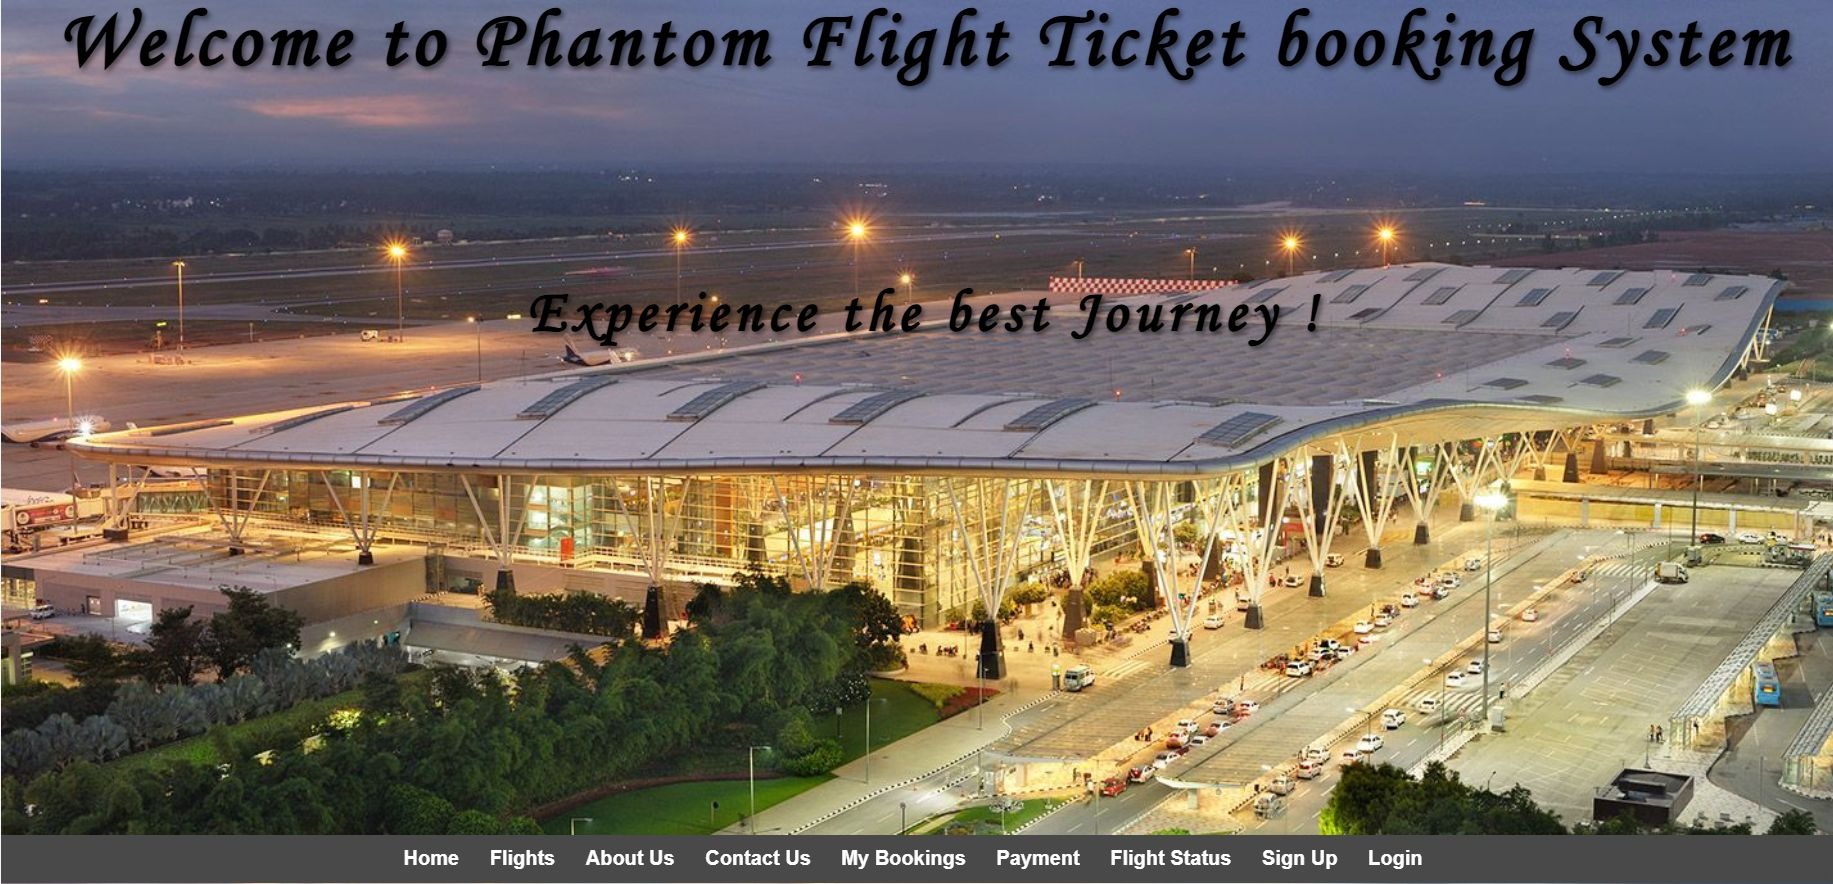 Welcome to Phantom Flight Ticket booking System
Experience the best Journey !
Home Flights About Us Contact Us My Bookings Payment Flight Status Sign Up Login